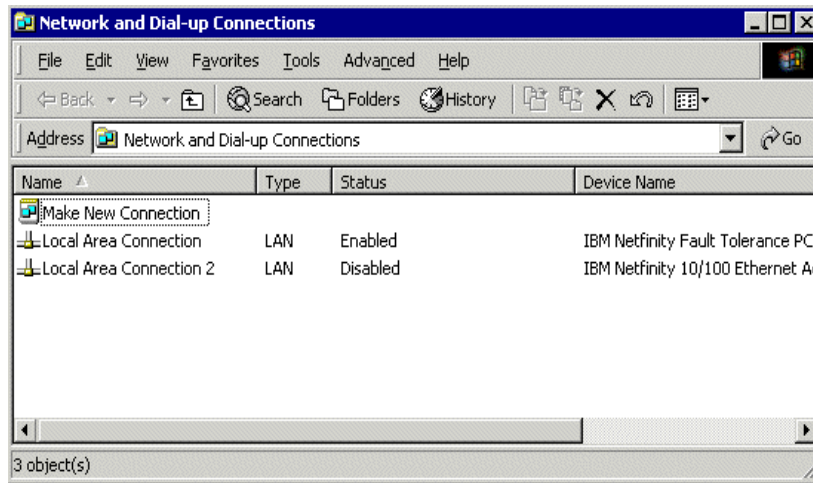 Network and Dial-up Connections
File Edit View Favorites Tools Advanced Help
Back Search Folders History
Address Network and Dial-up Connections Go
Name Type Status Device Name
Make New Connection
Local Area Connection LAN Enabled IBM Netfinity Fault Tolerance PC
Local Area Connection 2 LAN Disabled IBM Netfinity 10/100 Ethernet A
3 object(s)